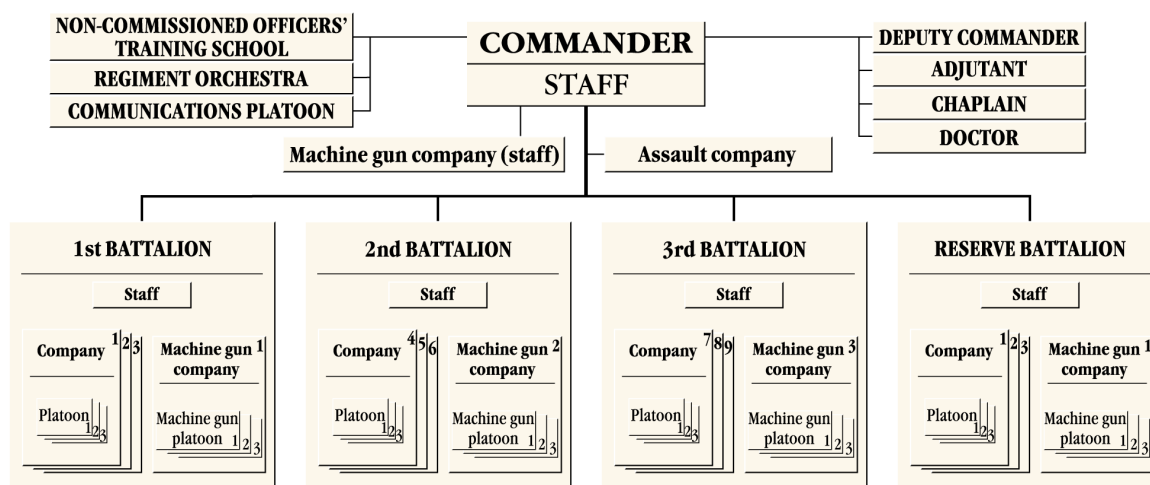 NON-COMMISSIONED OFFICERS'
TRAINING SCHOOL
REGIMENT ORCHESTRA
COMMUNICATIONS PLATOON
COMMANDER
STAFF
DEPUTY COMMANDER
ADJUTANT
CHAPLAIN
DOCTOR
Machine gun company (staff)
Assault company
1st BATTALION
Staff
Company 1 2 3
Platoon
1 2 3
Machine gun 1
company
Machine gun
platoon 1 2 3
2nd BATTALION
Staff
Company 4 5 6
Platoon
1 2 3
Machine gun 2
company
Machine gun
platoon 1 2 3
3rd BATTALION
Staff
Company 7 8 9
Platoon
1 2 3
Machine gun 3
company
Machine gun
platoon 1 2 3
RESERVE BATTALION
Staff
Company 1 2 3
Platoon
1 2 3
Machine gun 1
company
Machine gun
platoon 1 2 3